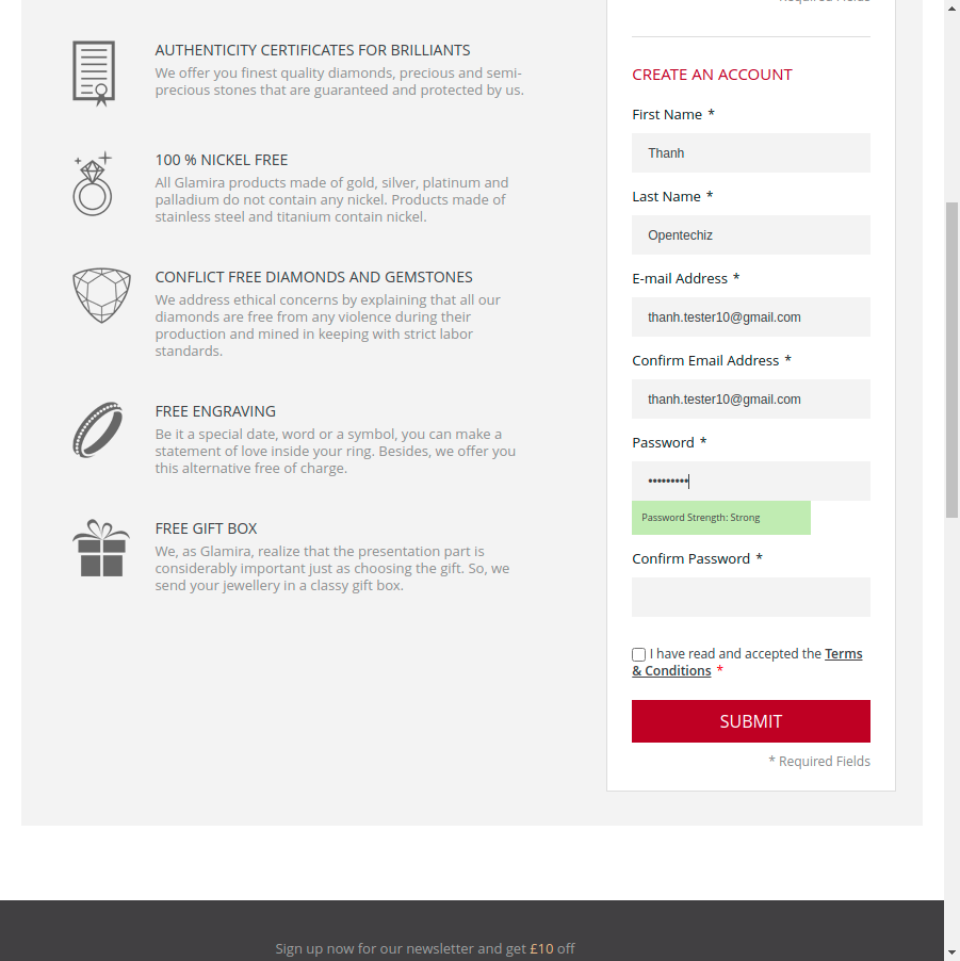 Required Fields
AUTHENTICITY CERTIFICATES FOR BRILLIANTS
We offer you finest quality diamonds, precious and semi-
precious stones that are guaranteed and protected by us.
100 % NICKEL FREE
All Glamira products made of gold, silver, platinum and
palladium do not contain any nickel. Products made of
stainless steel and titanium contain nickel.
CONFLICT FREE DIAMONDS AND GEMSTONES
We address ethical concerns by explaining that all our
diamonds are free from any violence during their
production and mined in keeping with strict labor
standards.
FREE ENGRAVING
Be it a special date, word or a symbol, you can make a
statement of love inside your ring. Besides, we offer you
this alternative free of charge.
FREE GIFT BOX
We, as Glamira, realize that the presentation part is
considerably important just as choosing the gift. So, we
send your jewellery in a classy gift box.
CREATE AN ACCOUNT
First Name *
Thanh
Last Name *
Opentechiz
E-mail Address *
thanh.tester10@gmail.com
Confirm Email Address *
thanh.tester10@gmail.com
Password *
•••••••••
Password Strength: Strong
Confirm Password *
I have read and accepted the Terms
& Conditions *
SUBMIT
* Required Fields
Sign up now for our newsletter and get £10 off